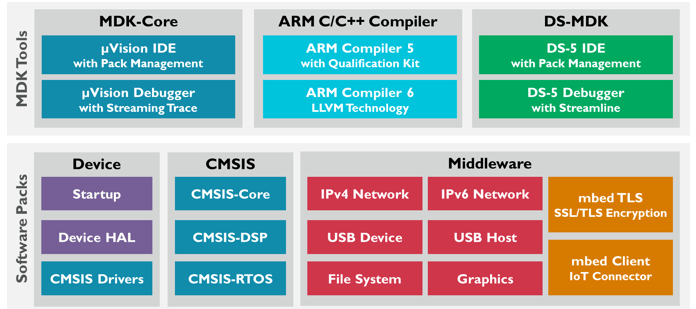 MDK Tools
MDK-Core
µVision IDE
with Pack Management
µVision Debugger
with Streaming Trace
ARM C/C++ Compiler
ARM Compiler 5
with Qualification Kit
ARM Compiler 6
LLVM Technology
DS-MDK
DS-5 IDE
with Pack Management
DS-5 Debugger
with Streamline
Software Packs
Device
Startup
Device HAL
CMSIS Drivers
CMSIS
CMSIS-Core
CMSIS-DSP
CMSIS-RTOS
Middleware
IPv4 Network
IPv6 Network
USB Device
USB Host
File System
Graphics
mbed TLS
SSL/TLS Encryption
mbed Client
IoT Connector